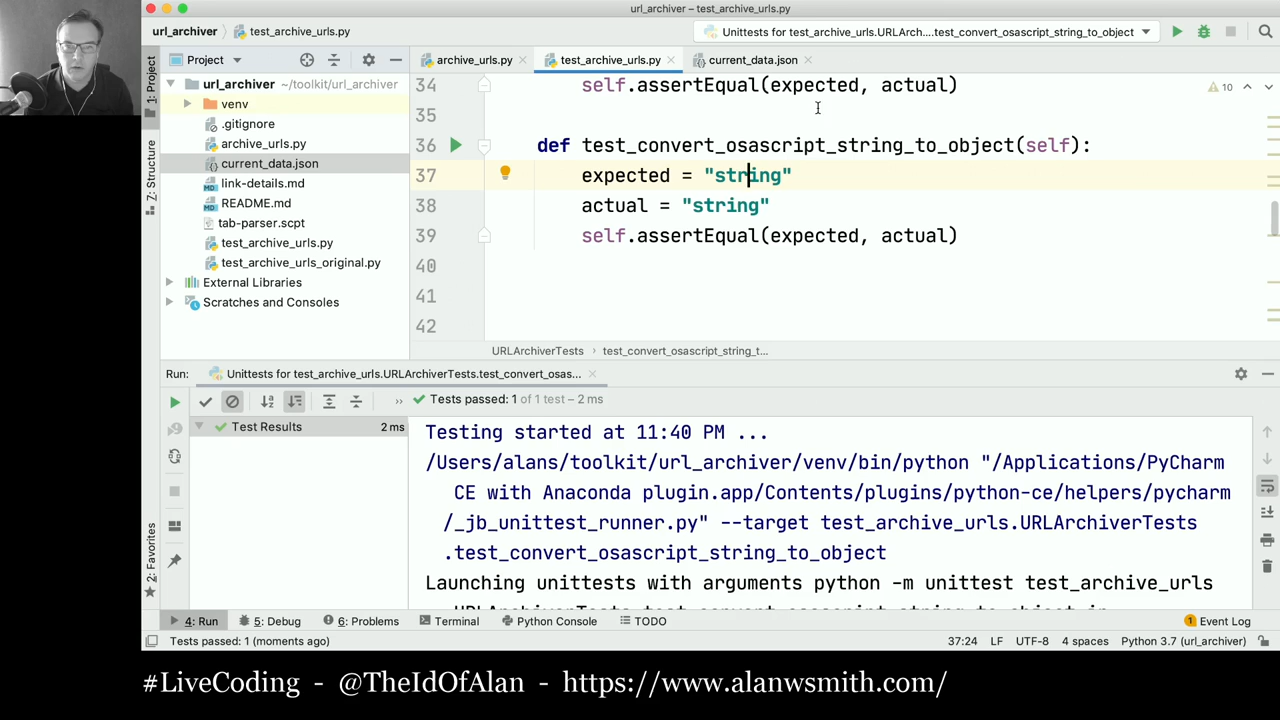 url_archiver – test_archive_urls.py
url_archiver
test_archive_urls.py
Unittests for test_archive_urls.URLArch....test_convert_osascript_string_to_object
1: Project
Z: Structure
2: Favorites
Project
url_archiver ~/toolkit/url_archiver
venv
.gitignore
archive_urls.py
current_data.json
link-details.md
README.md
tab-parser.scpt
test_archive_urls.py
test_archive_urls_original.py
External Libraries
Scratches and Consoles
archive_urls.py
test_archive_urls.py
current_data.json
10
34 self.assertEqual(expected, actual)
35
36 def test_convert_osascript_string_to_object(self):
37 expected = "string"
38 actual = "string"
39 self.assertEqual(expected, actual)
40
41
42
URLArchiverTests
test_convert_osascript_string_t...
Run: Unittests for test_archive_urls.URLArchiverTests.test_convert_osas...
Tests passed: 1 of 1 test – 2 ms
Test Results 2 ms
Testing started at 11:40 PM ...
/Users/alans/toolkit/url_archiver/venv/bin/python "/Applications/PyCharm
CE with Anaconda plugin.app/Contents/plugins/python-ce/helpers/pycharm
/_jb_unittest_runner.py" --target test_archive_urls.URLArchiverTests
.test_convert_osascript_string_to_object
Launching unittests with arguments python -m unittest test_archive_urls
.URLArchiverTests.test_convert_osascript_string_to_object in
4: Run
5: Debug
6: Problems
Terminal
Python Console
TODO
1 Event Log
Tests passed: 1 (moments ago)
37:24 LF UTF-8 4 spaces Python 3.7 (url_archiver)
#LiveCoding - @TheIdOfAlan - https://www.alanwsmith.com/